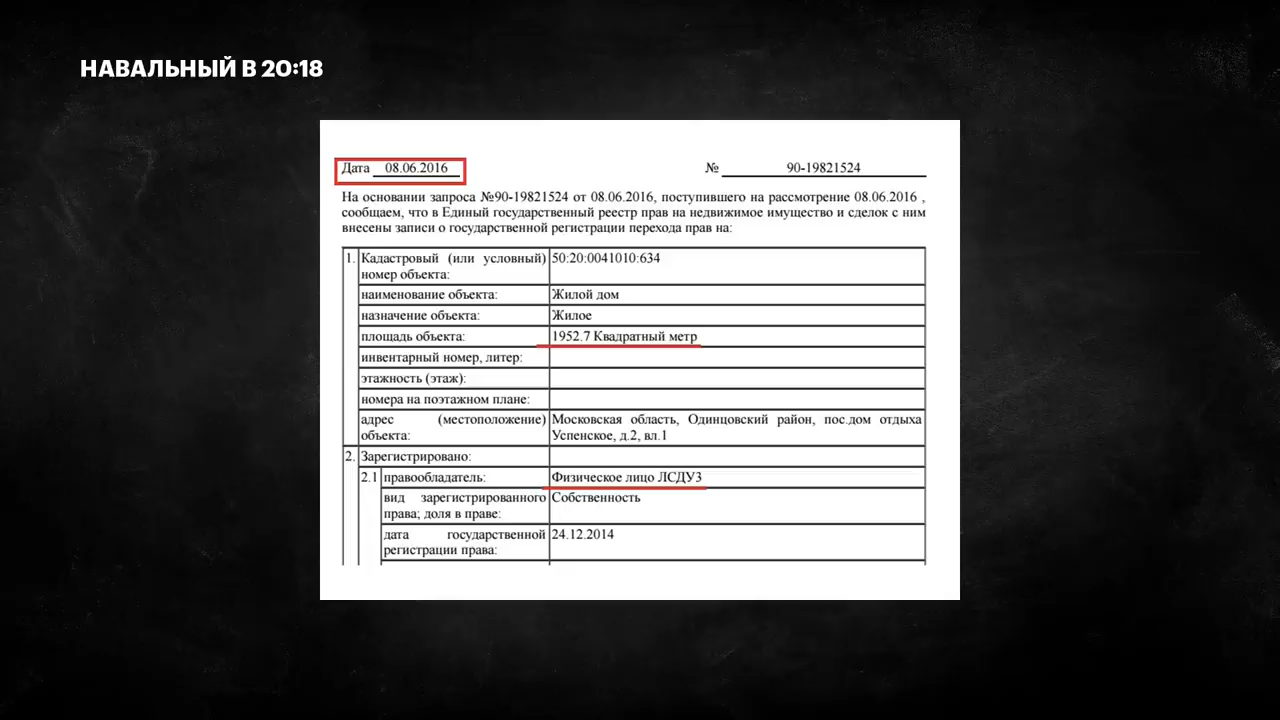 НАВАЛЬНЫЙ В 20:18
Дата 08.06.2016 № 90-19821524
На основании запроса №90-19821524 от 08.06.2016, поступившего на рассмотрение 08.06.2016 ,
сообщаем, что в Единый государственный реестр прав на недвижимое имущество и сделок с ним
внесены записи о государственной регистрации перехода прав на:
1. Кадастровый (или условный) 50:20:0041010:634
номер объекта:
наименование объекта: Жилой дом
назначение объекта: Жилое
площадь объекта: 1952.7 Квадратный метр
инвентарный номер, литер:
этажность (этаж):
номера на поэтажном плане:
адрес (местоположение) Московская область, Одинцовский район, пос.дом отдыха
объекта: Успенское, д.2, вл.1
2. Зарегистрировано:
2.1 правообладатель: Физическое лицо ЛСДУ3
вид зарегистрированного Собственность
права; доля в праве:
дата государственной 24.12.2014
регистрации права: